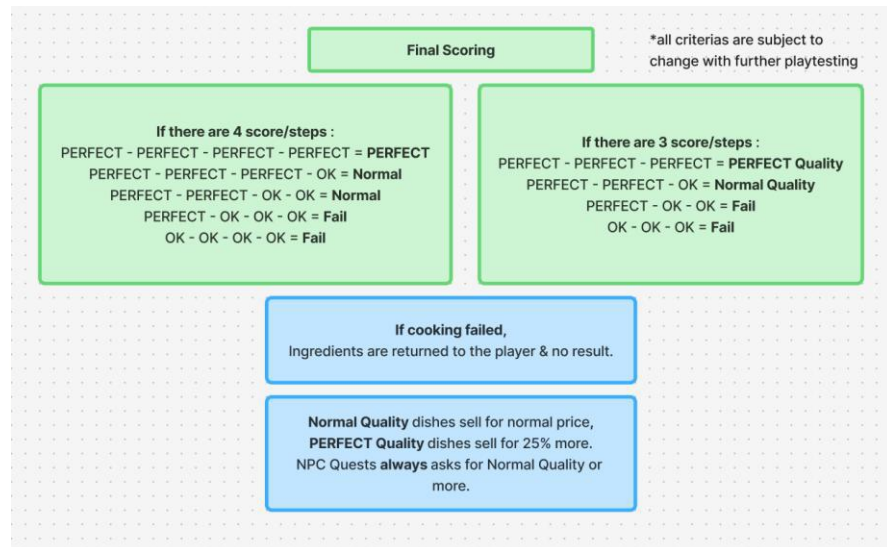 Final Scoring
*all criterias are subject to
change with further playtesting
If there are 4 score/steps :
PERFECT - PERFECT - PERFECT - PERFECT = PERFECT
PERFECT - PERFECT - PERFECT - OK = Normal
PERFECT - PERFECT - OK - OK = Normal
PERFECT - OK - OK - OK = Fail
OK - OK - OK - OK = Fail
If there are 3 score/steps :
PERFECT - PERFECT - PERFECT = PERFECT Quality
PERFECT - PERFECT - OK = Normal Quality
PERFECT - OK - OK = Fail
OK - OK - OK = Fail
If cooking failed,
Ingredients are returned to the player & no result.
Normal Quality dishes sell for normal price,
PERFECT Quality dishes sell for 25% more.
NPC Quests always asks for Normal Quality or
more.